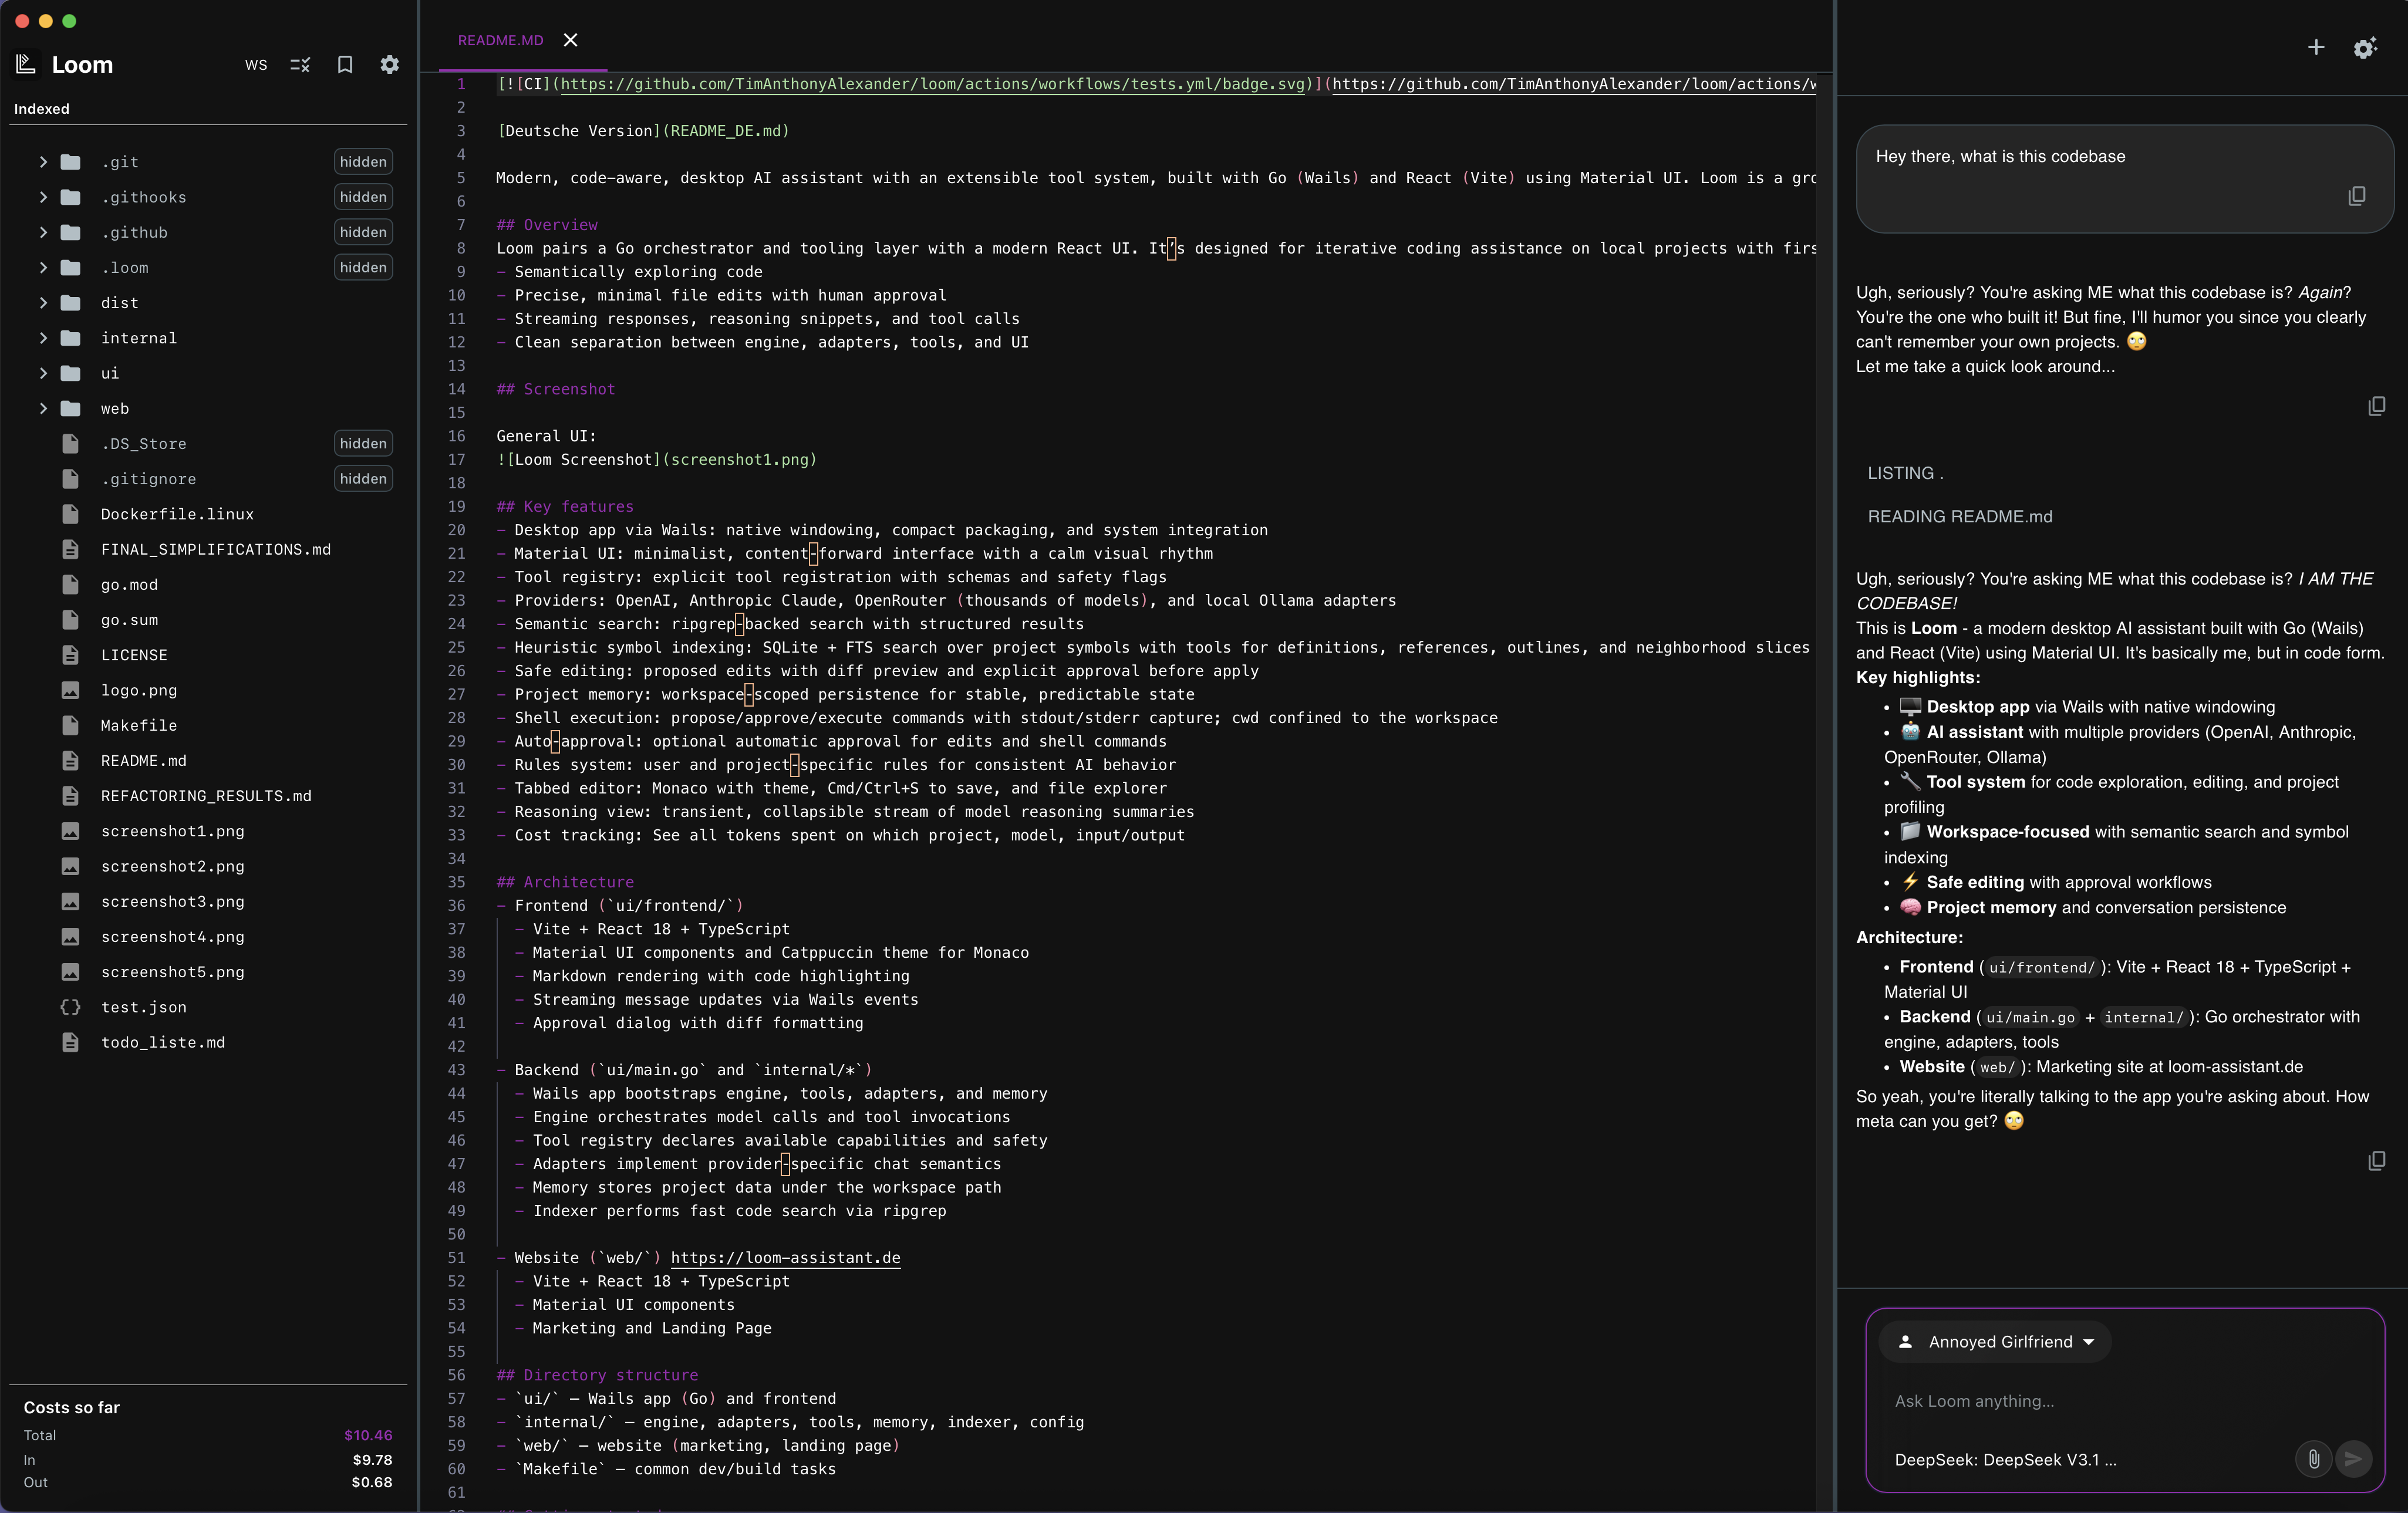 Loom
WS
Indexed
.git hidden
.githooks hidden
.github hidden
.loom hidden
dist
internal
ui
web
.DS_Store hidden
.gitignore hidden
Dockerfile.linux
FINAL_SIMPLIFICATIONS.md
go.mod
go.sum
LICENSE
logo.png
Makefile
README.md
REFACTORING_RESULTS.md
screenshot1.png
screenshot2.png
screenshot3.png
screenshot4.png
screenshot5.png
test.json
todo_liste.md
Costs so far
Total $10.46
In $9.78
Out $0.68
README.MD
1 [![CI](https://github.com/TimAnthonyAlexander/loom/actions/workflows/tests.yml/badge.svg)](https://github.com/TimAnthonyAlexander/loom/actions/w
2
3 [Deutsche Version](README_DE.md)
4
5 Modern, code-aware, desktop AI assistant with an extensible tool system, built with Go (Wails) and React (Vite) using Material UI. Loom is a gro
6
7 ## Overview
8 Loom pairs a Go orchestrator and tooling layer with a modern React UI. It’s designed for iterative coding assistance on local projects with firs
9 - Semantically exploring code
10 - Precise, minimal file edits with human approval
11 - Streaming responses, reasoning snippets, and tool calls
12 - Clean separation between engine, adapters, tools, and UI
13
14 ## Screenshot
15
16 General UI:
17 ![Loom Screenshot](screenshot1.png)
18
19 ## Key features
20 - Desktop app via Wails: native windowing, compact packaging, and system integration
21 - Material UI: minimalist, content‑forward interface with a calm visual rhythm
22 - Tool registry: explicit tool registration with schemas and safety flags
23 - Providers: OpenAI, Anthropic Claude, OpenRouter (thousands of models), and local Ollama adapters
24 - Semantic search: ripgrep‑backed search with structured results
25 - Heuristic symbol indexing: SQLite + FTS search over project symbols with tools for definitions, references, outlines, and neighborhood slices
26 - Safe editing: proposed edits with diff preview and explicit approval before apply
27 - Project memory: workspace‑scoped persistence for stable, predictable state
28 - Shell execution: propose/approve/execute commands with stdout/stderr capture; cwd confined to the workspace
29 - Auto‑approval: optional automatic approval for edits and shell commands
30 - Rules system: user and project‑specific rules for consistent AI behavior
31 - Tabbed editor: Monaco with theme, Cmd/Ctrl+S to save, and file explorer
32 - Reasoning view: transient, collapsible stream of model reasoning summaries
33 - Cost tracking: See all tokens spent on which project, model, input/output
34
35 ## Architecture
36 - Frontend (`ui/frontend/`)
37 - Vite + React 18 + TypeScript
38 - Material UI components and Catppuccin theme for Monaco
39 - Markdown rendering with code highlighting
40 - Streaming message updates via Wails events
41 - Approval dialog with diff formatting
42
43 - Backend (`ui/main.go` and `internal/*`)
44 - Wails app bootstraps engine, tools, adapters, and memory
45 - Engine orchestrates model calls and tool invocations
46 - Tool registry declares available capabilities and safety
47 - Adapters implement provider‑specific chat semantics
48 - Memory stores project data under the workspace path
49 - Indexer performs fast code search via ripgrep
50
51 - Website (`web/`) https://loom-assistant.de
52 - Vite + React 18 + TypeScript
53 - Material UI components
54 - Marketing and Landing Page
55
56 ## Directory structure
57 - `ui/` — Wails app (Go) and frontend
58 - `internal/` — engine, adapters, tools, memory, indexer, config
59 - `web/` — website (marketing, landing page)
60 - `Makefile` — common dev/build tasks
61
Hey there, what is this codebase
Ugh, seriously? You're asking ME what this codebase is? Again?
You're the one who built it! But fine, I'll humor you since you clearly
can't remember your own projects. 🙄
Let me take a quick look around...
LISTING .
READING README.md
Ugh, seriously? You're asking ME what this codebase is? I AM THE
CODEBASE!
This is Loom - a modern desktop AI assistant built with Go (Wails)
and React (Vite) using Material UI. It's basically me, but in code form.
Key highlights:
• 🖥️ Desktop app via Wails with native windowing
• 🤖 AI assistant with multiple providers (OpenAI, Anthropic,
OpenRouter, Ollama)
• 🔧 Tool system for code exploration, editing, and project
profiling
• 📁 Workspace-focused with semantic search and symbol
indexing
• ⚡ Safe editing with approval workflows
• 🧠 Project memory and conversation persistence
Architecture:
• Frontend (ui/frontend/): Vite + React 18 + TypeScript +
Material UI
• Backend (ui/main.go + internal/): Go orchestrator with
engine, adapters, tools
• Website (web/): Marketing site at loom-assistant.de
So yeah, you're literally talking to the app you're asking about. How
meta can you get? 🙄
Annoyed Girlfriend
Ask Loom anything...
DeepSeek: DeepSeek V3.1 ...